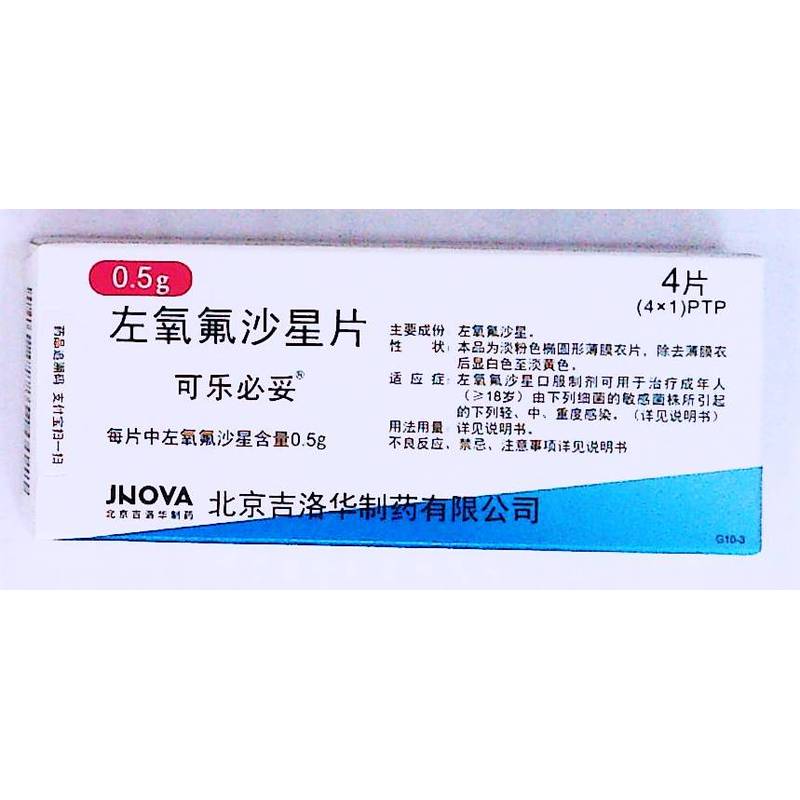 0.5g
4片
(4×1)PTP
左氧氟沙星片
可乐必妥®
每片中左氧氟沙星含量0.5g
主要成份：左氧氟沙星。
性 状：本品为淡粉色椭圆形薄膜衣片，除去薄膜衣
后显白色至淡黄色。
适 应 症：左氧氟沙星口服制剂可用于治疗成年人
（≥18岁）由下列细菌的敏感菌株所引起
的下列轻、中、重度感染。（详见说明书）
用法用量：详见说明书。
不良反应、禁忌、注意事项详见说明书
JNOVA
北京吉洛华制药
北京吉洛华制药有限公司
G10-3
药品追溯码 支付宝扫一扫